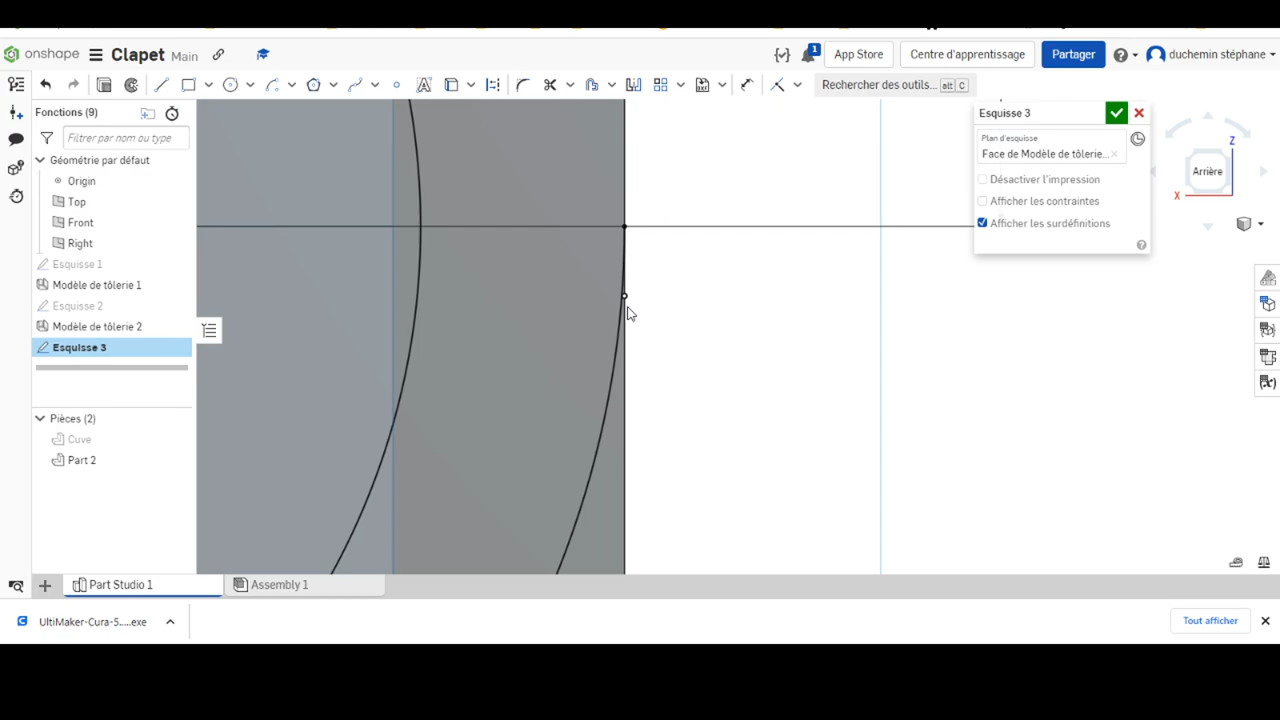 onshape Clapet Main
1 App Store Centre d'apprentissage Partager duchemin stéphane
Rechercher des outils... alt C
Fonctions (9)
Filtrer par nom ou type
Géométrie par défaut
Origin
Top
Front
Right
Esquisse 1
Modèle de tôlerie 1
Esquisse 2
Modèle de tôlerie 2
Esquisse 3
Pièces (2)
Cuve
Part 2
Esquisse 3
Plan d'esquisse
Face de Modèle de tôlerie...
Désactiver l'impression
Afficher les contraintes
Afficher les surdéfinitions
Z
Arrière
X
Part Studio 1 Assembly 1
UltiMaker-Cura-5.....exe Tout afficher